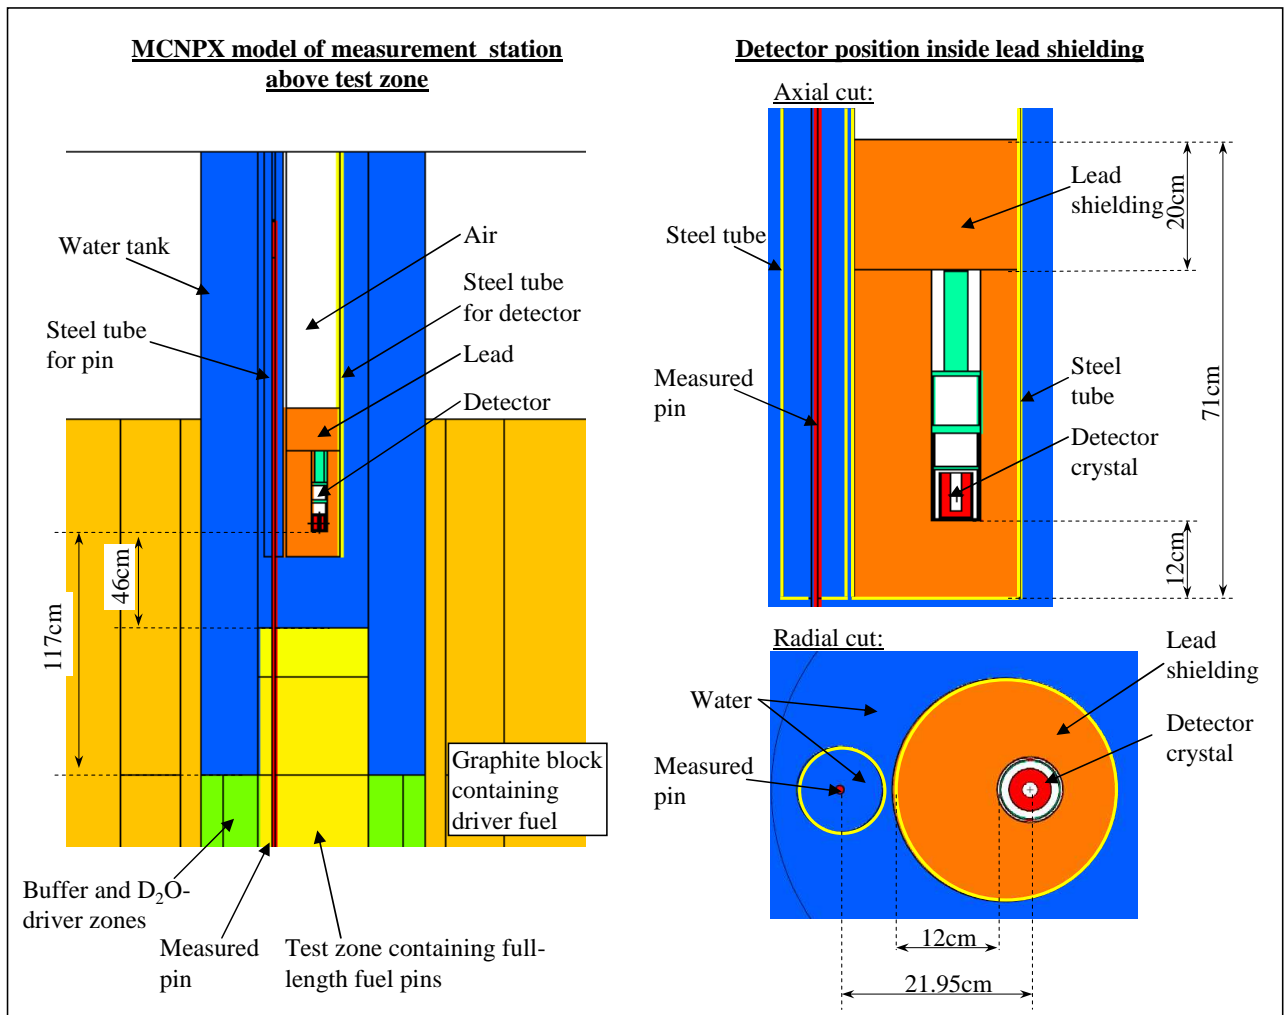 MCNPX model of measurement station
above test zone
Water tank
Steel tube
for pin
Air
Steel tube
for detector
Lead
Detector
46cm
117cm
Graphite block
containing
driver fuel
Buffer and D₂O-
driver zones
Measured
pin
Test zone containing full-
length fuel pins
Detector position inside lead shielding
Axial cut:
Steel tube
Measured
pin
Lead
shielding
20cm
71cm
Steel
tube
Detector
crystal
12cm
Radial cut:
Water
Measured
pin
Lead
shielding
Detector
crystal
12cm
21.95cm